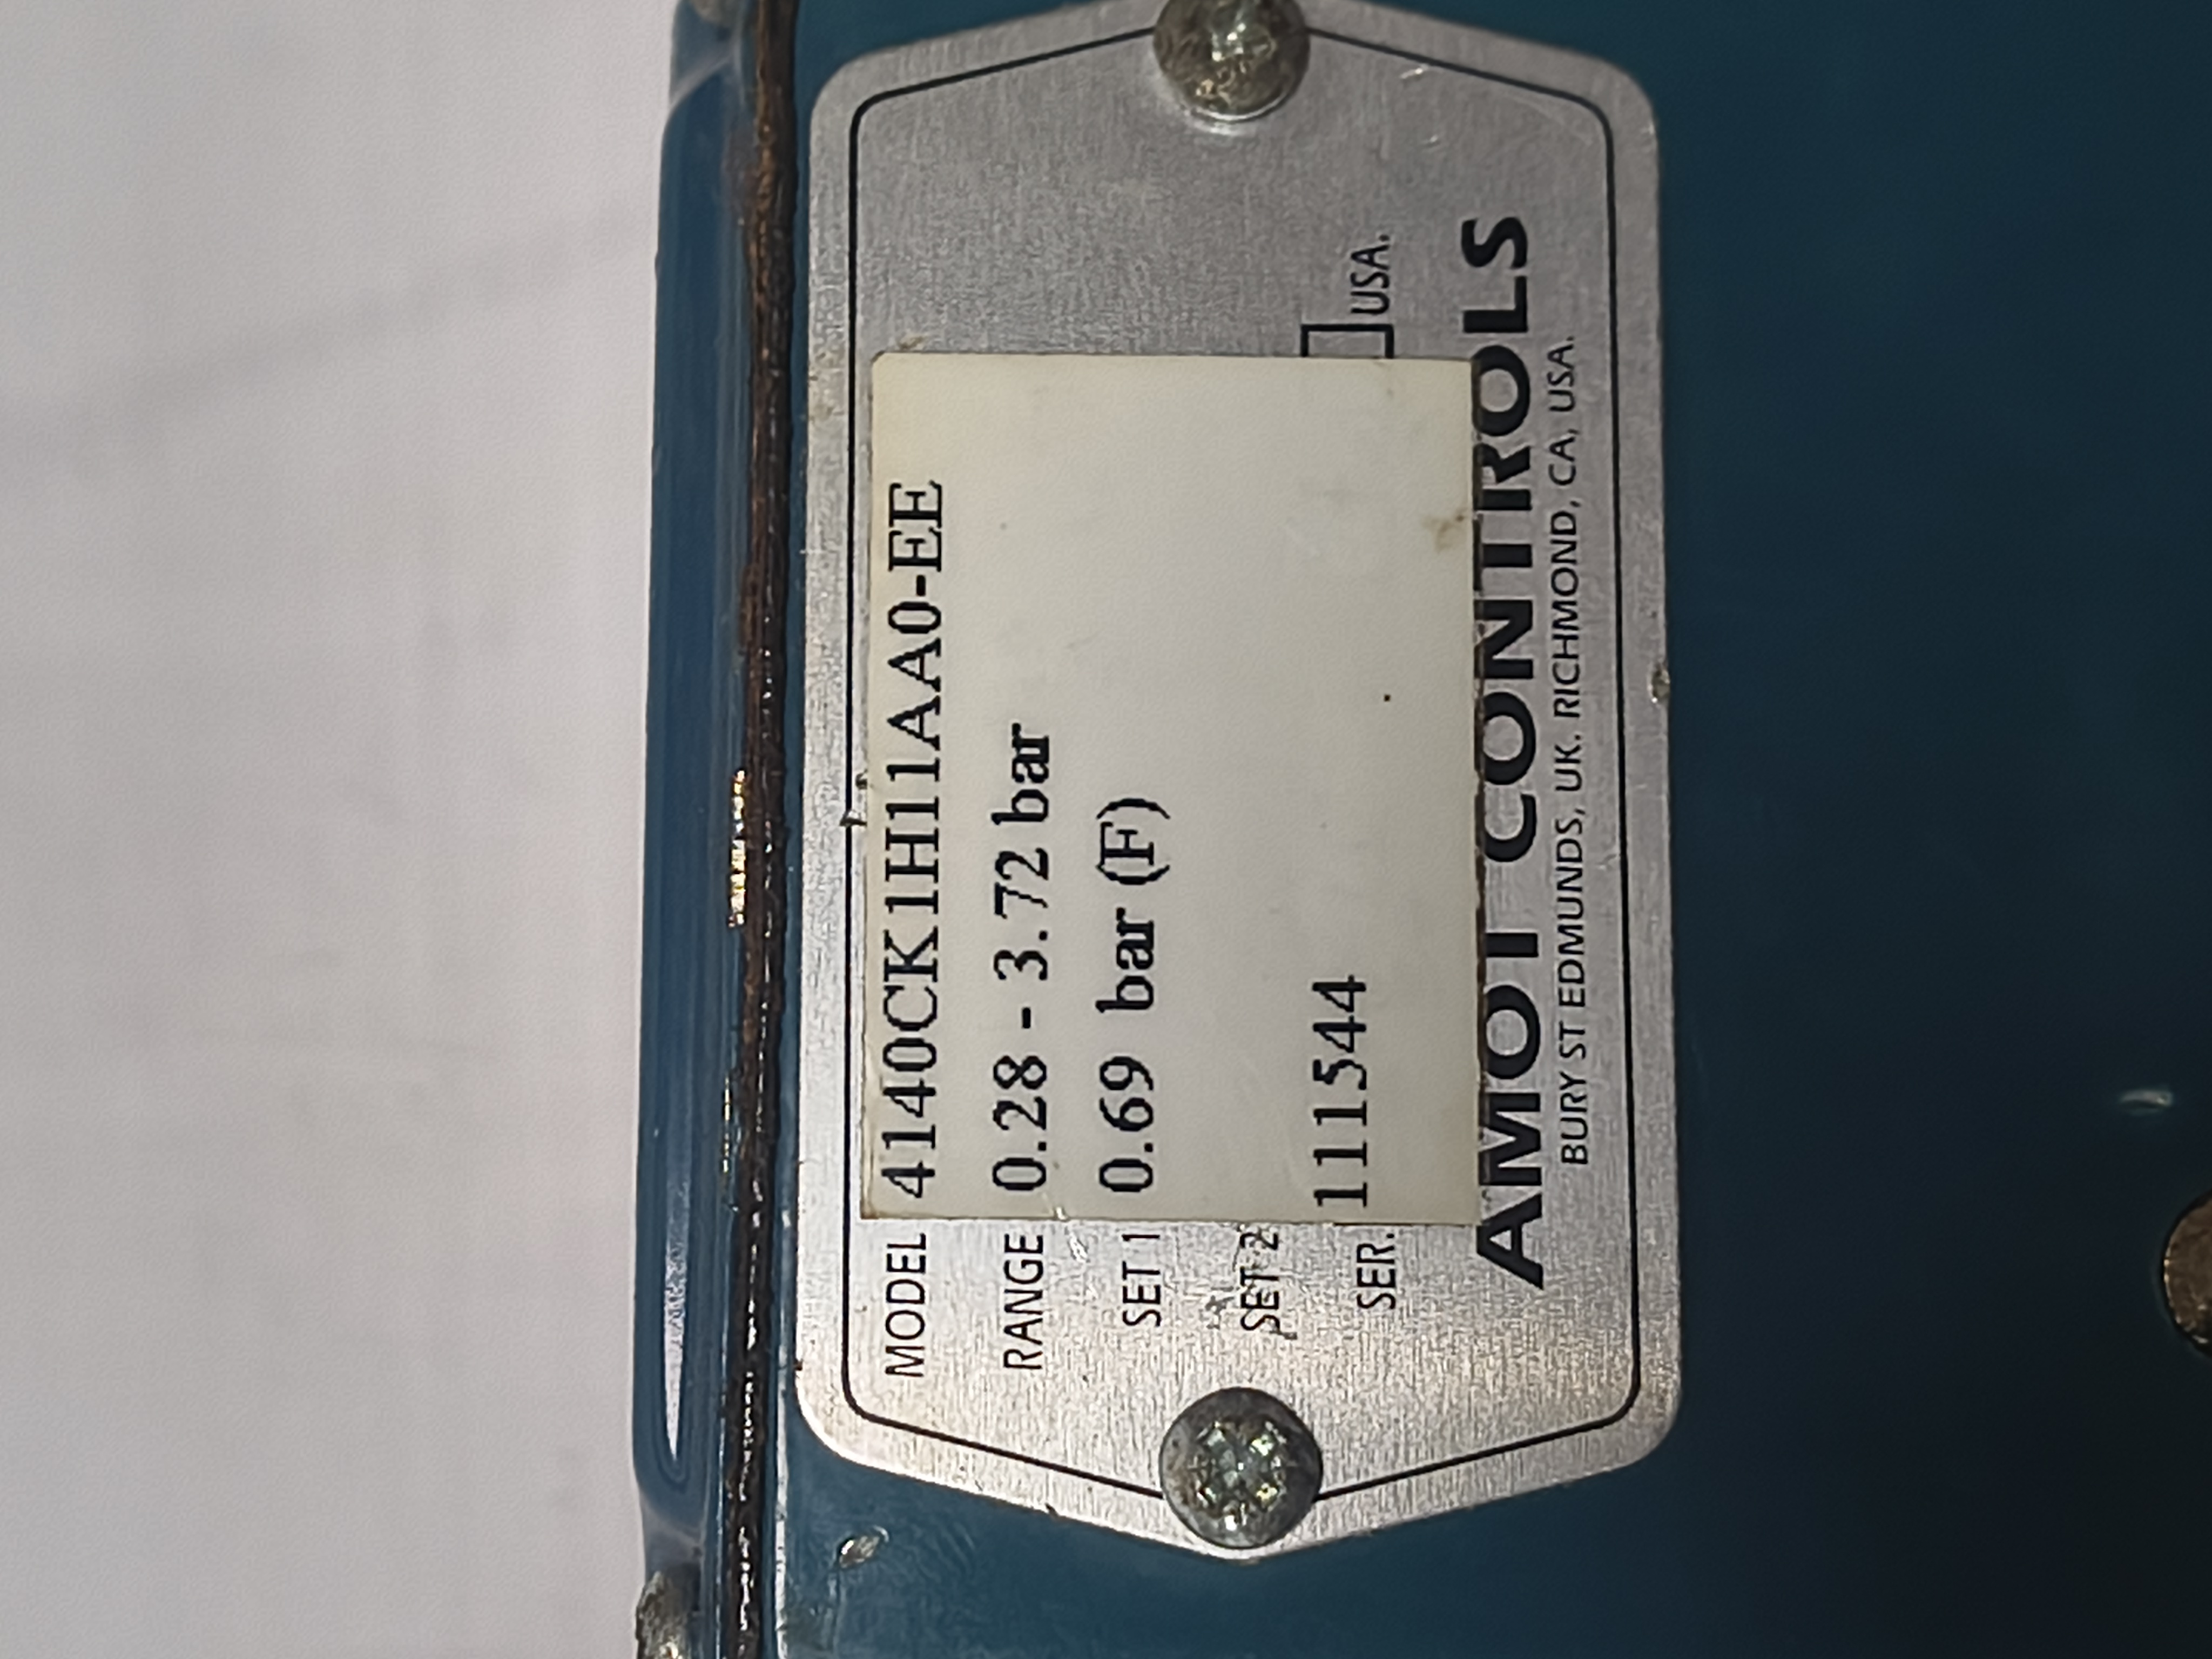 MODEL 4140CK1H11AA0-EE
RANGE 0.28 - 3.72 bar
SET 1 0.69 bar (F)
SET 2
SER. 111544
USA.
AMOT CONTROLS
BURY ST EDMUNDS, UK. RICHMOND, CA, USA.